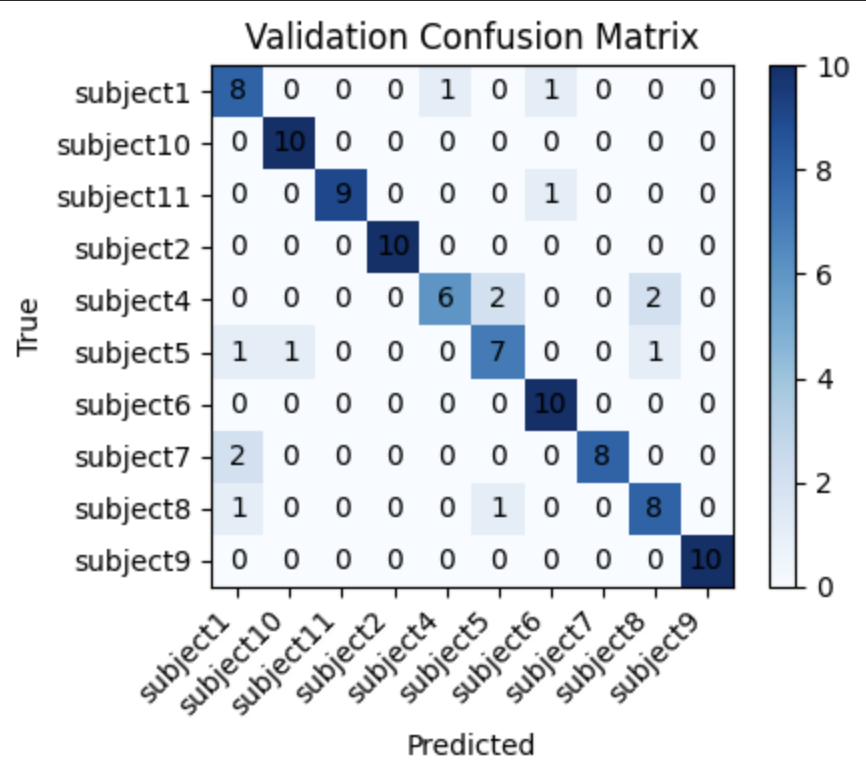 Validation Confusion Matrix
subject1 8 0 0 0 1 0 1 0 0 0
subject10 0 10 0 0 0 0 0 0 0 0
subject11 0 0 9 0 0 0 1 0 0 0
subject2 0 0 0 10 0 0 0 0 0 0
subject4 0 0 0 0 6 2 0 0 2 0
subject5 1 1 0 0 0 7 0 0 1 0
subject6 0 0 0 0 0 0 10 0 0 0
subject7 2 0 0 0 0 0 0 8 0 0
subject8 1 0 0 0 0 1 0 0 8 0
subject9 0 0 0 0 0 0 0 0 0 10
True
subject1 subject10 subject11 subject2 subject4 subject5 subject6 subject7 subject8 subject9
Predicted
10
8
6
4
2
0